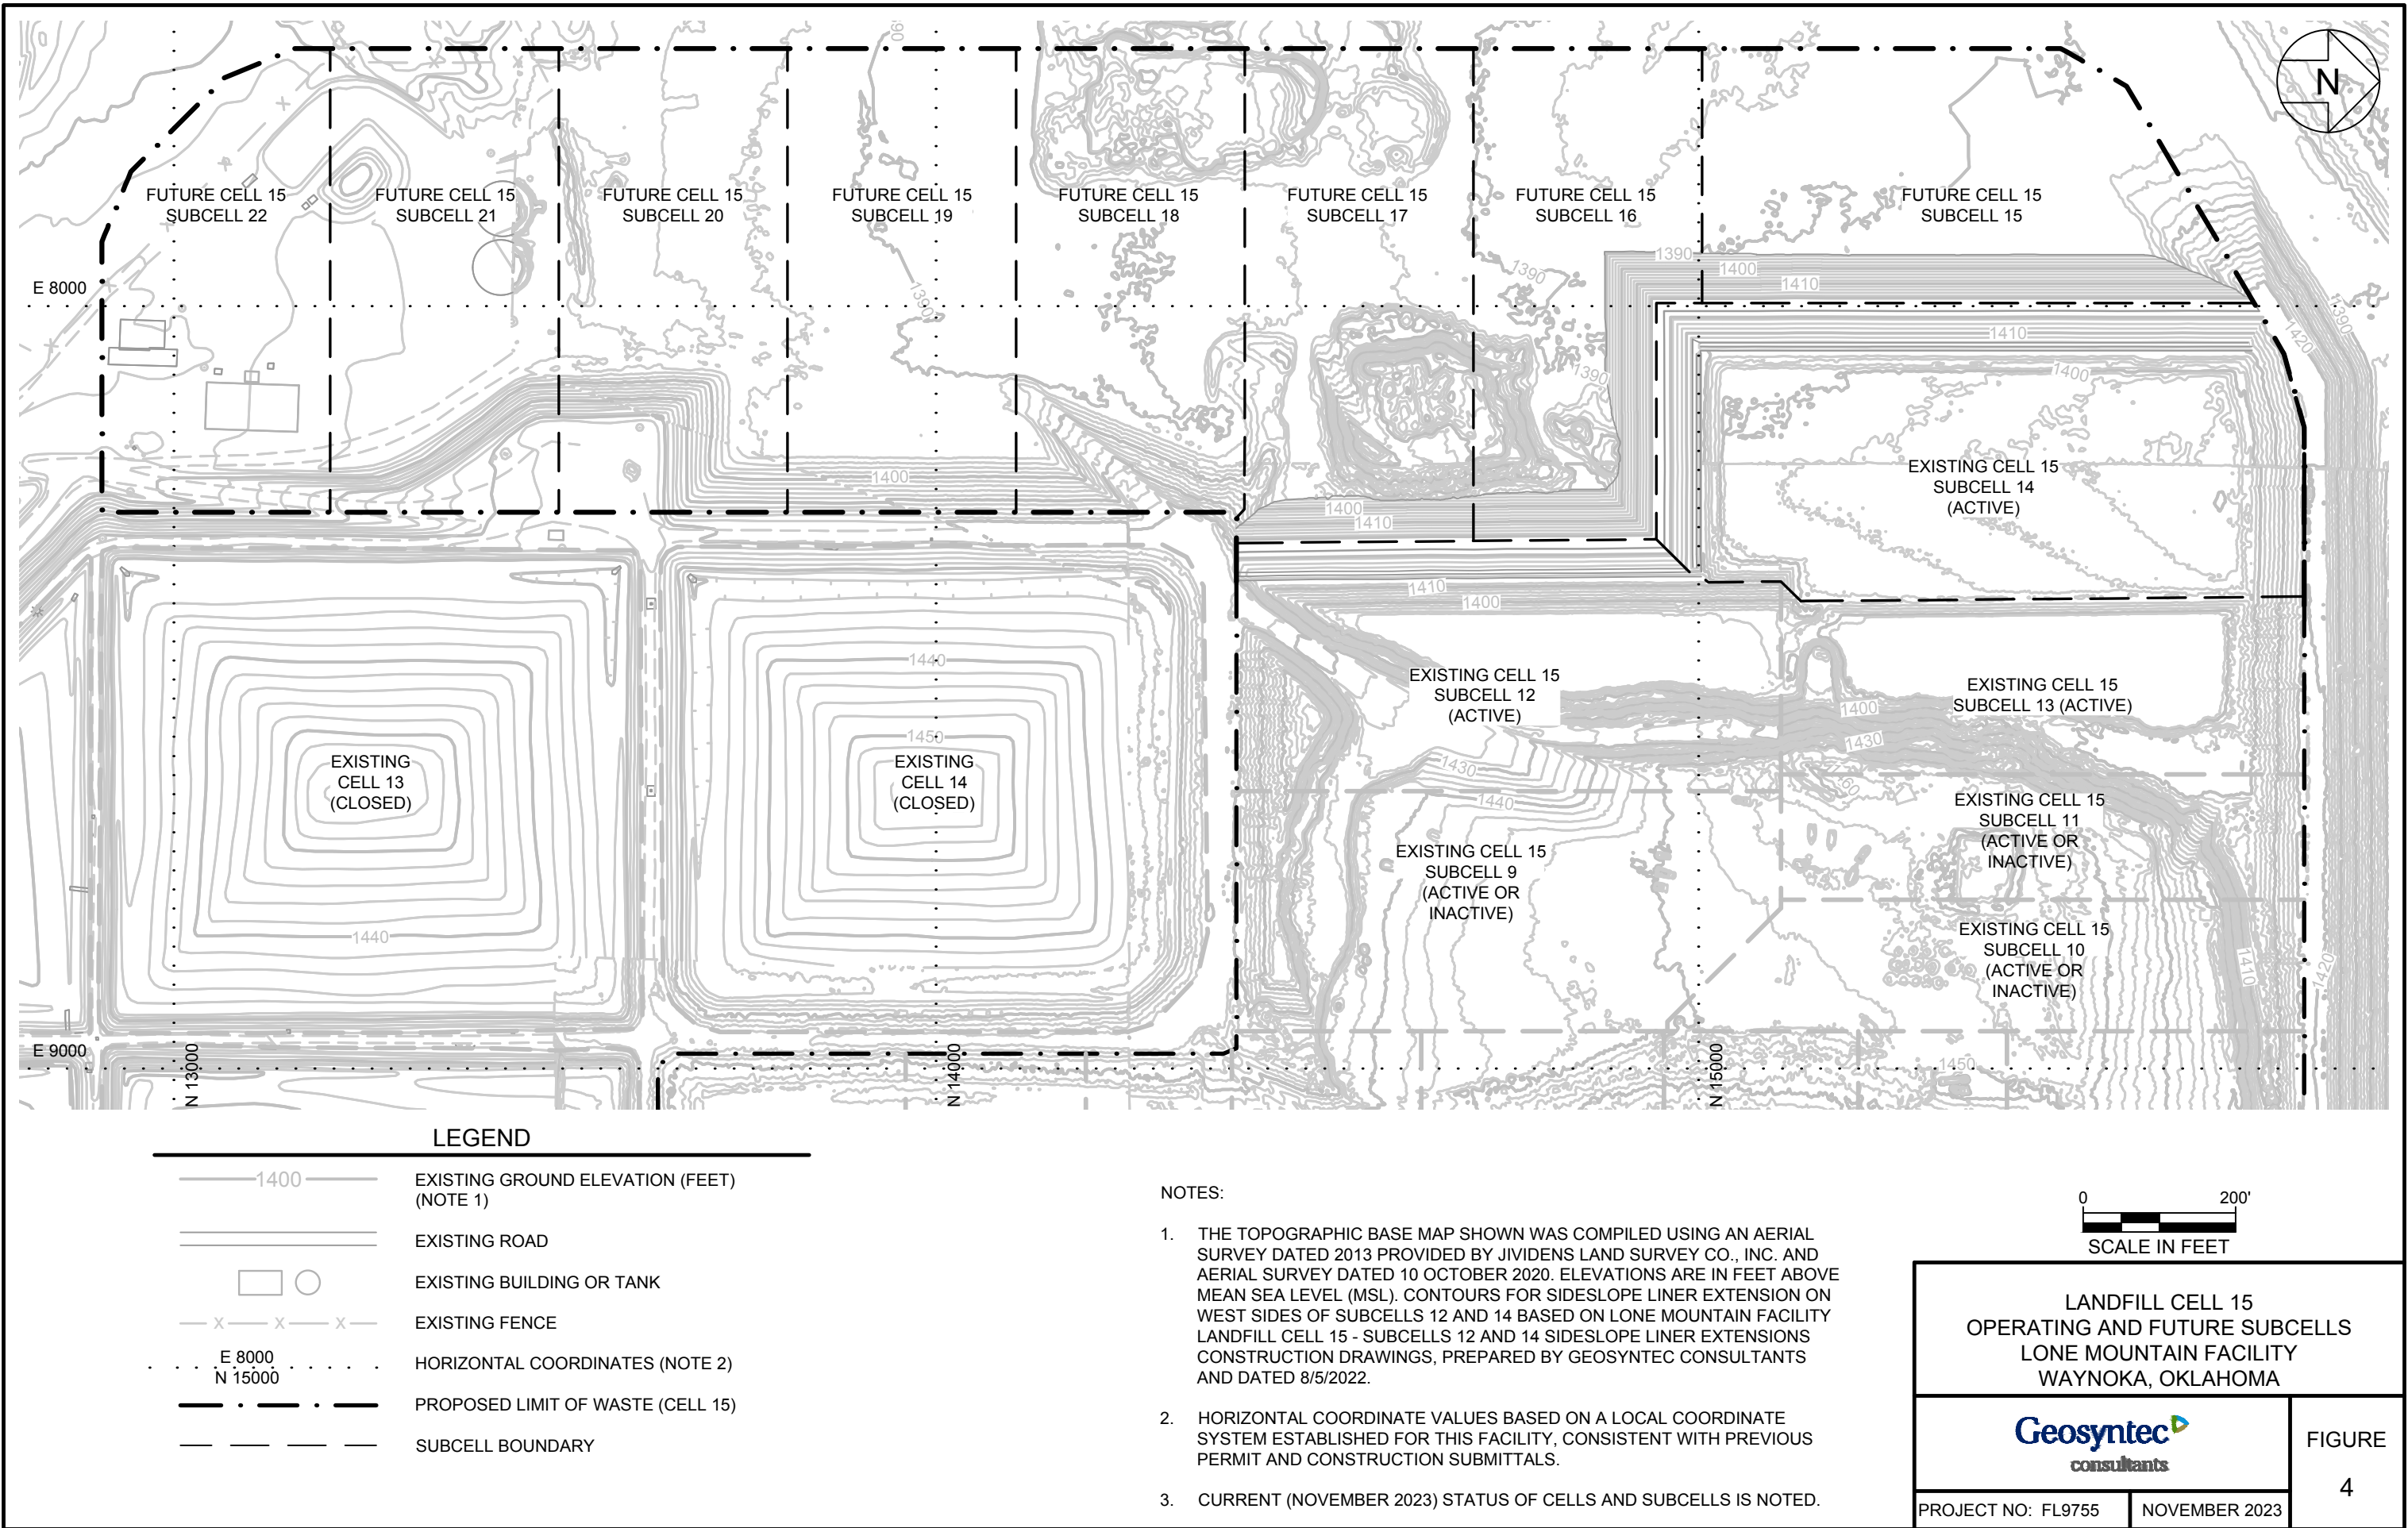 060
N
FUTURE CELL 15
SUBCELL 22
FUTURE CELL 15
SUBCELL 21
FUTURE CELL 15
SUBCELL 20
FUTURE CELL 15
SUBCELL 19
FUTURE CELL 15
SUBCELL 18
FUTURE CELL 15
SUBCELL 17
FUTURE CELL 15
SUBCELL 16
FUTURE CELL 15
SUBCELL 15
1390
1400
1410
1390
1390
E 8000
1390
1420
1410
1390
1400
1400
EXISTING CELL 15
SUBCELL 14
(ACTIVE)
1400
1410
1410
1400
1440
EXISTING CELL 15
SUBCELL 12
(ACTIVE)
EXISTING CELL 15
SUBCELL 13 (ACTIVE)
1400
1430
1450
1430
1440
1460
EXISTING
CELL 13
(CLOSED)
EXISTING
CELL 14
(CLOSED)
EXISTING CELL 15
SUBCELL 11
(ACTIVE OR
INACTIVE)
EXISTING CELL 15
SUBCELL 9
(ACTIVE OR
INACTIVE)
1440
EXISTING CELL 15
SUBCELL 10
(ACTIVE OR
INACTIVE)
1410
1420
E 9000
N 13000
N 14000
N 15000
1450
LEGEND
1400
EXISTING GROUND ELEVATION (FEET)
(NOTE 1)
EXISTING ROAD
EXISTING BUILDING OR TANK
X X X
EXISTING FENCE
E 8000
N 15000
HORIZONTAL COORDINATES (NOTE 2)
PROPOSED LIMIT OF WASTE (CELL 15)
SUBCELL BOUNDARY
NOTES:
1. THE TOPOGRAPHIC BASE MAP SHOWN WAS COMPILED USING AN AERIAL
SURVEY DATED 2013 PROVIDED BY JIVIDENS LAND SURVEY CO., INC. AND
AERIAL SURVEY DATED 10 OCTOBER 2020. ELEVATIONS ARE IN FEET ABOVE
MEAN SEA LEVEL (MSL). CONTOURS FOR SIDESLOPE LINER EXTENSION ON
WEST SIDES OF SUBCELLS 12 AND 14 BASED ON LONE MOUNTAIN FACILITY
LANDFILL CELL 15 - SUBCELLS 12 AND 14 SIDESLOPE LINER EXTENSIONS
CONSTRUCTION DRAWINGS, PREPARED BY GEOSYNTEC CONSULTANTS
AND DATED 8/5/2022.
2. HORIZONTAL COORDINATE VALUES BASED ON A LOCAL COORDINATE
SYSTEM ESTABLISHED FOR THIS FACILITY, CONSISTENT WITH PREVIOUS
PERMIT AND CONSTRUCTION SUBMITTALS.
3. CURRENT (NOVEMBER 2023) STATUS OF CELLS AND SUBCELLS IS NOTED.
0 200'
SCALE IN FEET
LANDFILL CELL 15
OPERATING AND FUTURE SUBCELLS
LONE MOUNTAIN FACILITY
WAYNOKA, OKLAHOMA
Geosyntec
consultants
FIGURE
4
PROJECT NO: FL9755
NOVEMBER 2023